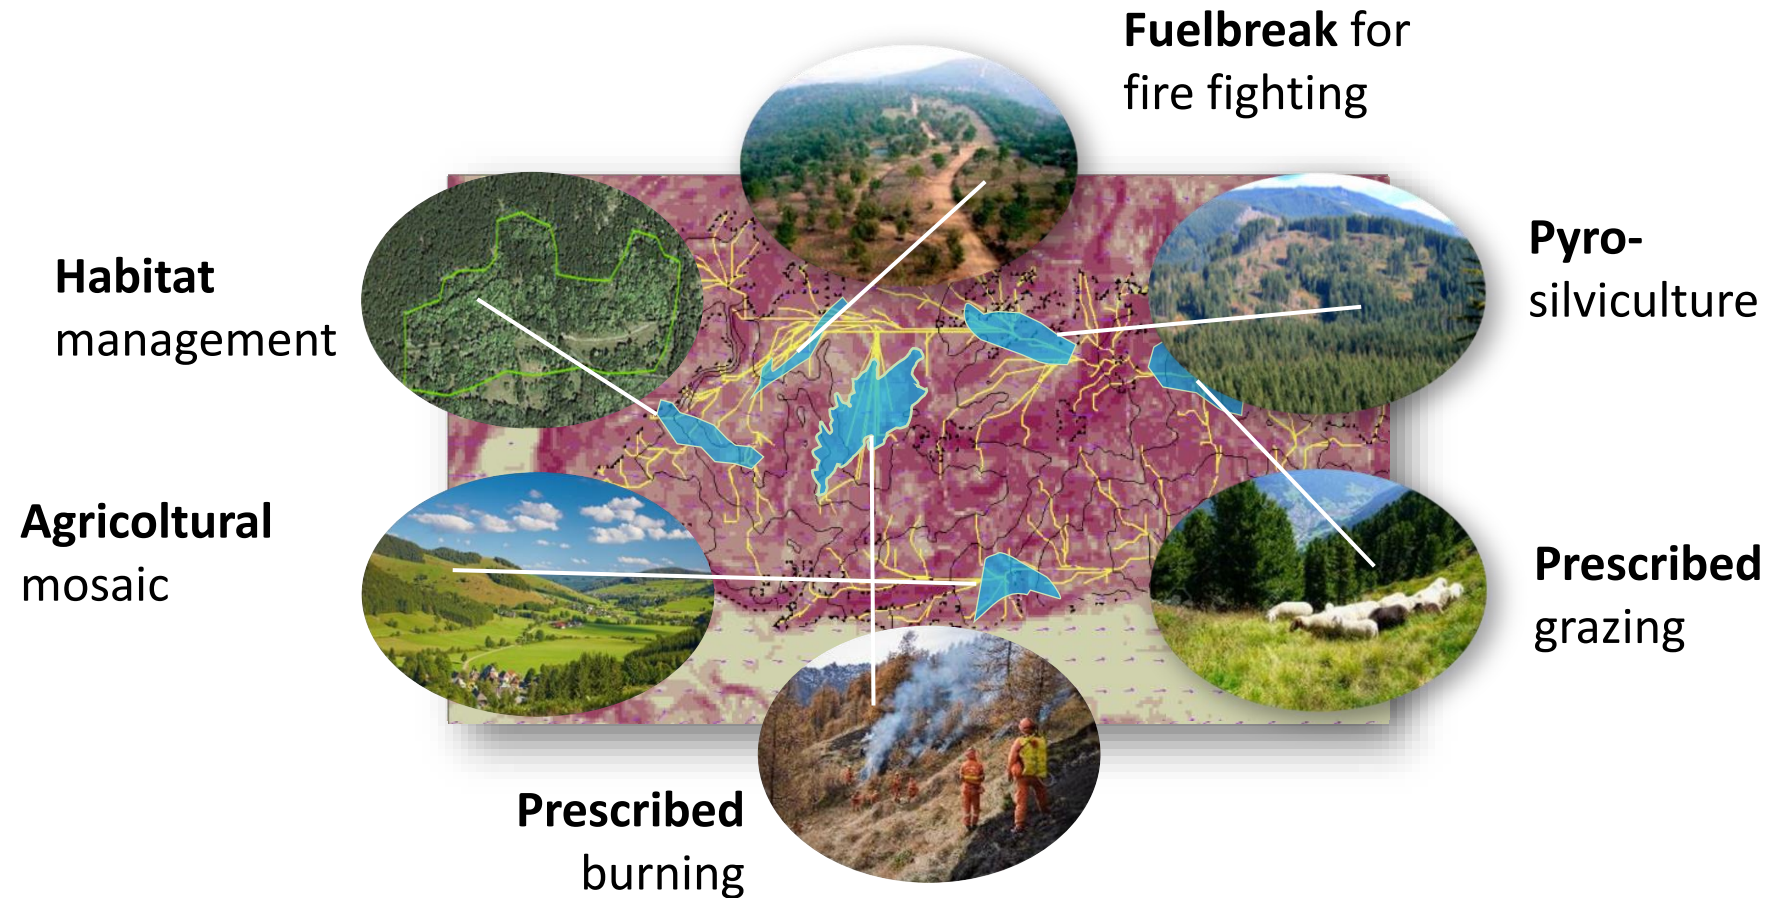 Fuelbreak for
fire fighting
Habitat
management
Pyro-
silviculture
Agricoltural
mosaic
Prescribed
grazing
Prescribed
burning